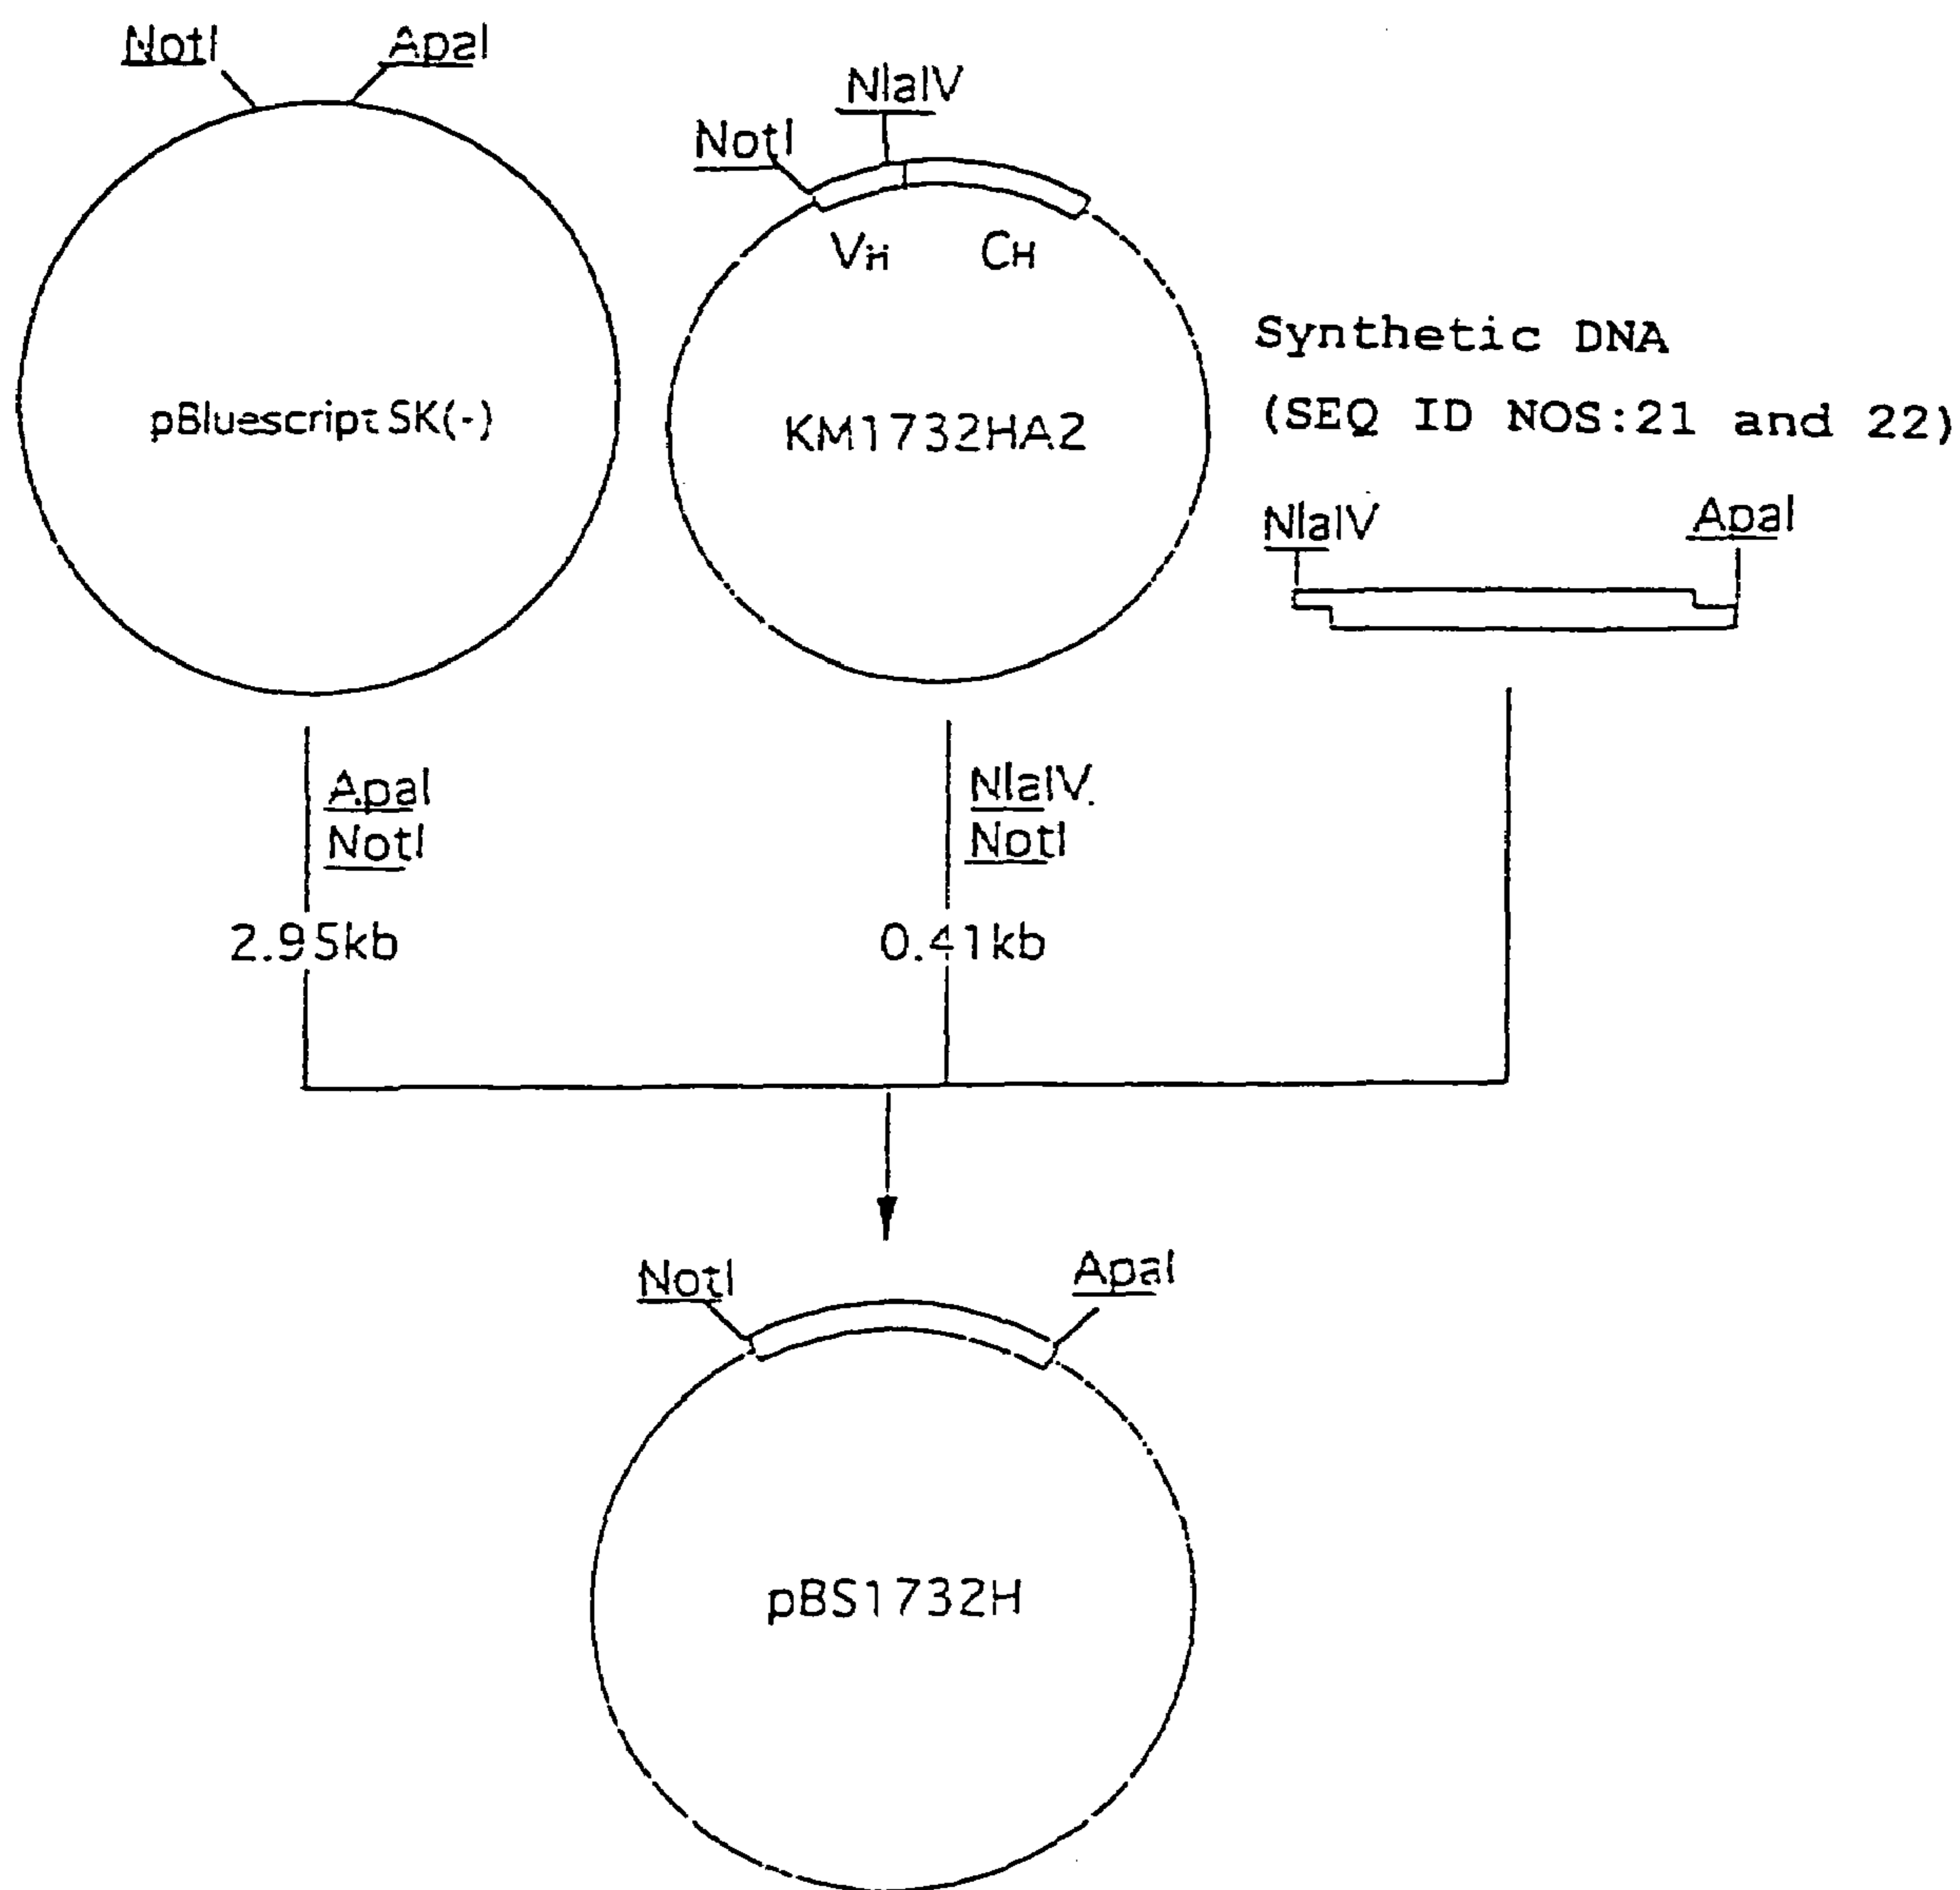 NotI
ApaI
NlaIV
NotI
VH
CH
pBluescript SK(-)
KM1732HA2
Synthetic DNA
(SEQ ID NOS:21 and 22)
NlaIV
ApaI
ApaI
NotI
NlaIV
NotI
2.95kb
0.41kb
NotI
ApaI
pBS1732H